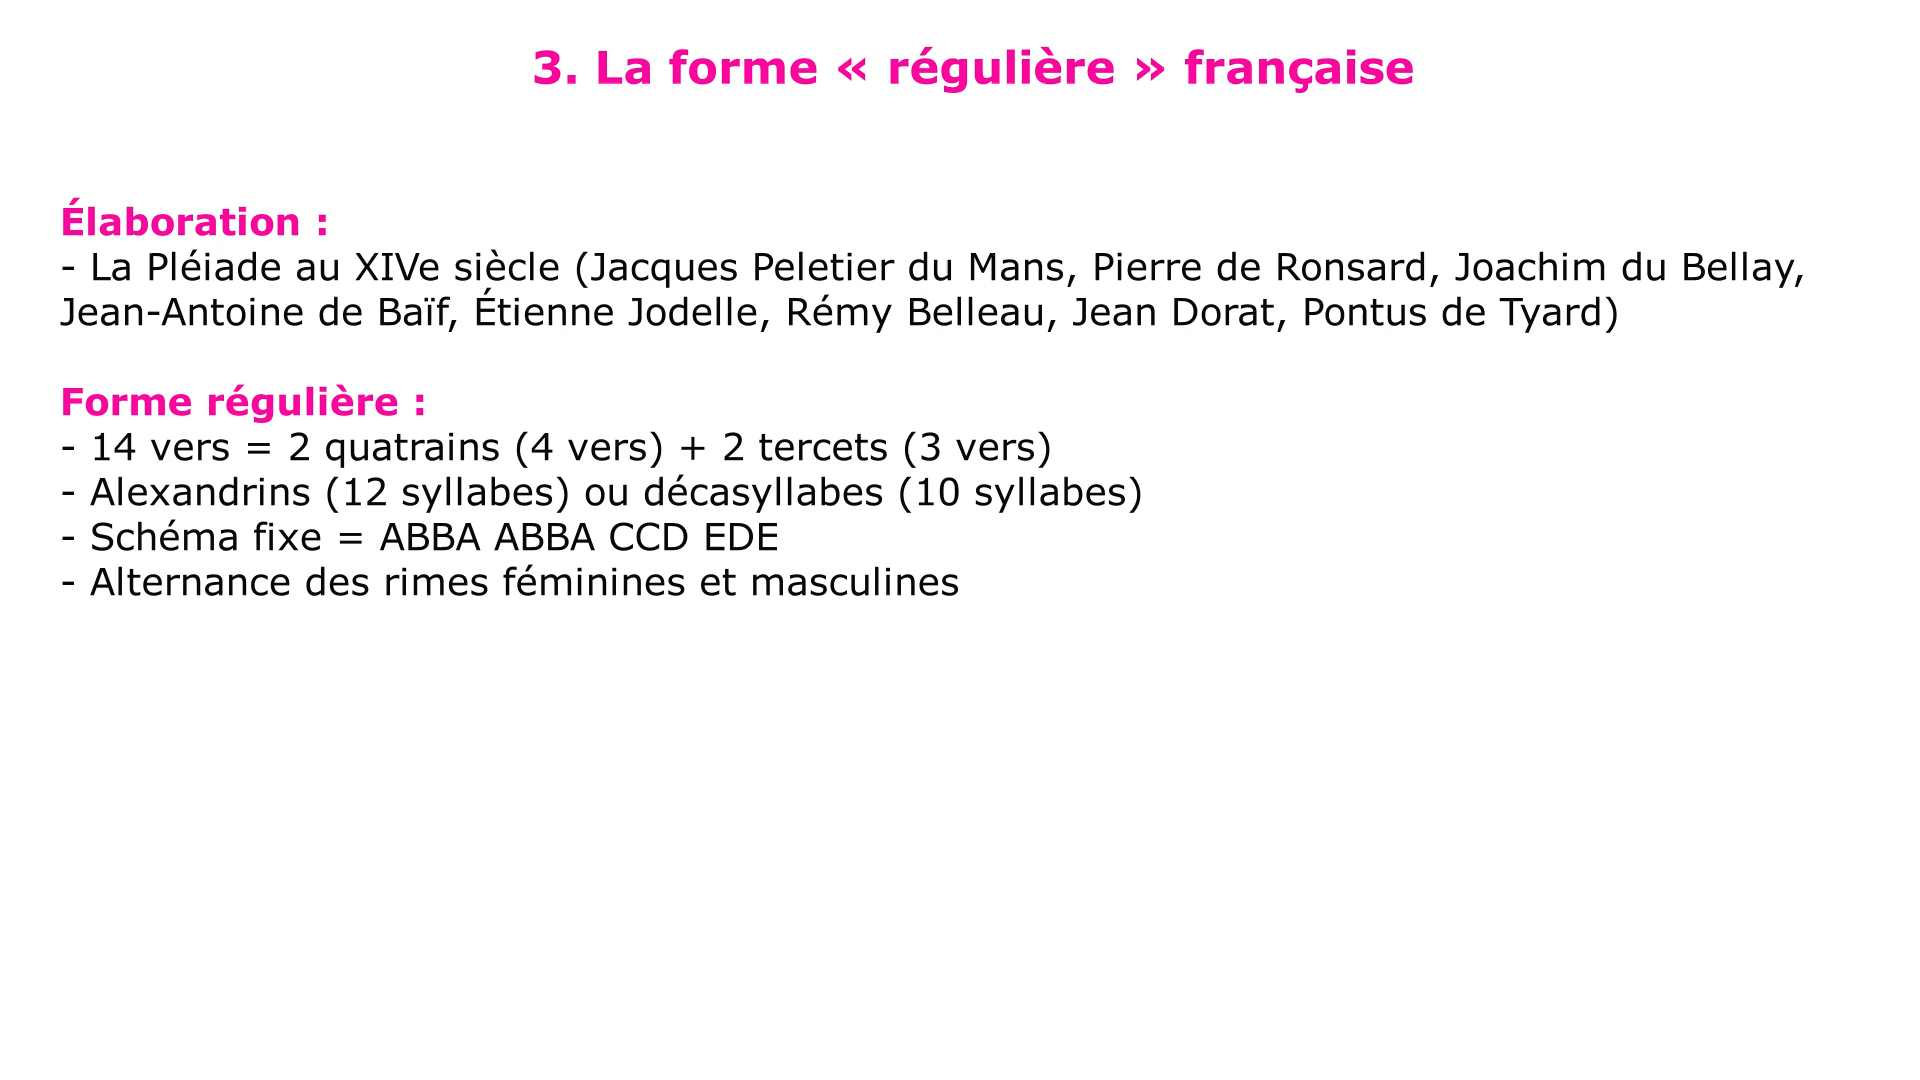 3. La forme « régulière » française
Élaboration :
- La Pléiade au XIVe siècle (Jacques Peletier du Mans, Pierre de Ronsard, Joachim du Bellay,
Jean-Antoine de Baïf, Étienne Jodelle, Rémy Belleau, Jean Dorat, Pontus de Tyard)
Forme régulière :
- 14 vers = 2 quatrains (4 vers) + 2 tercets (3 vers)
- Alexandrins (12 syllabes) ou décasyllabes (10 syllabes)
- Schéma fixe = ABBA ABBA CCD EDE
- Alternance des rimes féminines et masculines